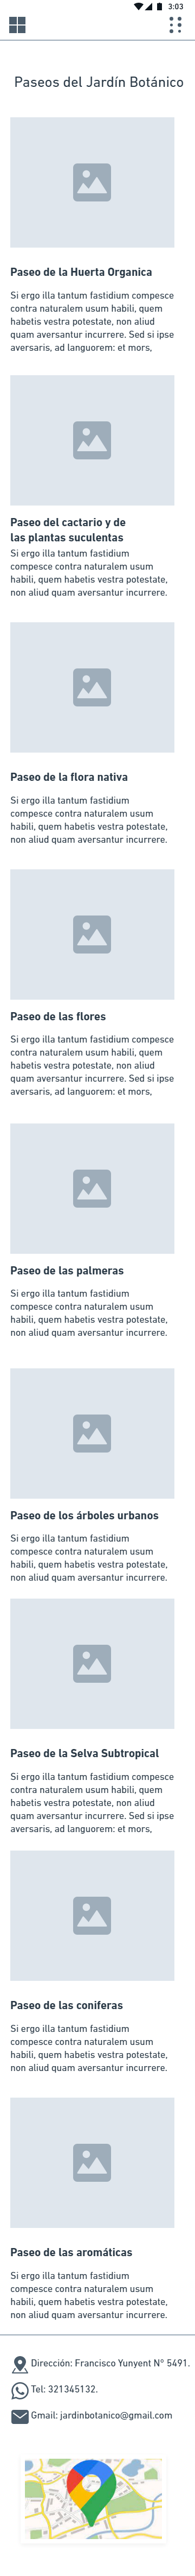 3:03
Paseos del Jardín Botánico
Paseo de la Huerta Organica
Si ergo illa tantum fastidium compesce
contra naturalem usum habili, quem
habetis vestra potestate, non aliud
quam aversantur incurrere. Sed si ipse
aversaris, ad languorem: et mors,
Paseo del cactario y de
las plantas suculentas
Si ergo illa tantum fastidium
compesce contra naturalem usum
habili, quem habetis vestra potestate,
non aliud quam aversantur incurrere.
Paseo de la flora nativa
Si ergo illa tantum fastidium
compesce contra naturalem usum
habili, quem habetis vestra potestate,
non aliud quam aversantur incurrere.
Paseo de las flores
Si ergo illa tantum fastidium compesce
contra naturalem usum habili, quem
habetis vestra potestate, non aliud
quam aversantur incurrere. Sed si ipse
aversaris, ad languorem: et mors,
Paseo de las palmeras
Si ergo illa tantum fastidium
compesce contra naturalem usum
habili, quem habetis vestra potestate,
non aliud quam aversantur incurrere.
Paseo de los árboles urbanos
Si ergo illa tantum fastidium
compesce contra naturalem usum
habili, quem habetis vestra potestate,
non aliud quam aversantur incurrere.
Paseo de la Selva Subtropical
Si ergo illa tantum fastidium compesce
contra naturalem usum habili, quem
habetis vestra potestate, non aliud
quam aversantur incurrere. Sed si ipse
aversaris, ad languorem: et mors,
Paseo de las coniferas
Si ergo illa tantum fastidium
compesce contra naturalem usum
habili, quem habetis vestra potestate,
non aliud quam aversantur incurrere.
Paseo de las aromáticas
Si ergo illa tantum fastidium
compesce contra naturalem usum
habili, quem habetis vestra potestate,
non aliud quam aversantur incurrere.
Dirección: Francisco Yunyent N° 5491.
Tel: 321345132.
Gmail: jardinbotanico@gmail.com